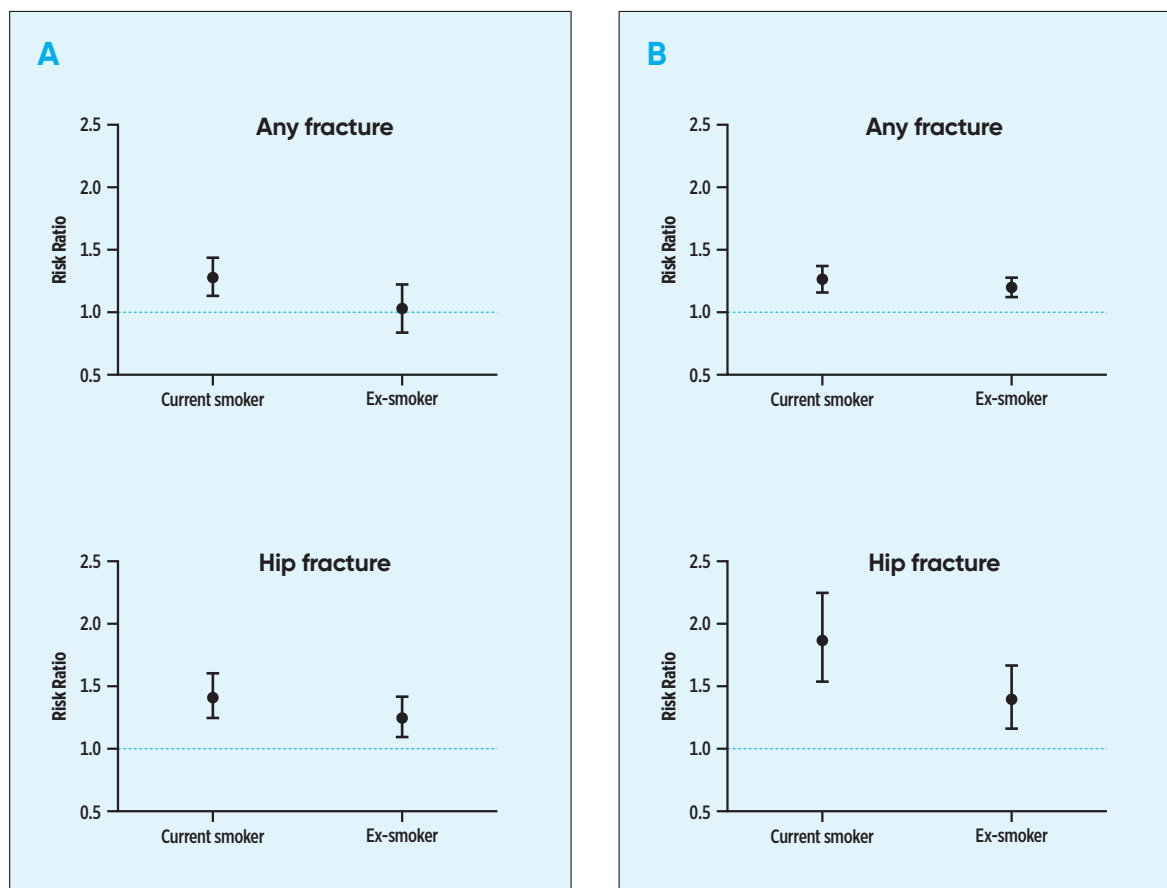 A
Any fracture
Risk Ratio
2.5
2.0
1.5
1.0
0.5
Current smoker
Ex-smoker
Hip fracture
Risk Ratio
2.5
2.0
1.5
1.0
0.5
Current smoker
Ex-smoker
B
Any fracture
Risk Ratio
2.5
2.0
1.5
1.0
0.5
Current smoker
Ex-smoker
Hip fracture
Risk Ratio
2.5
2.0
1.5
1.0
0.5
Current smoker
Ex-smoker